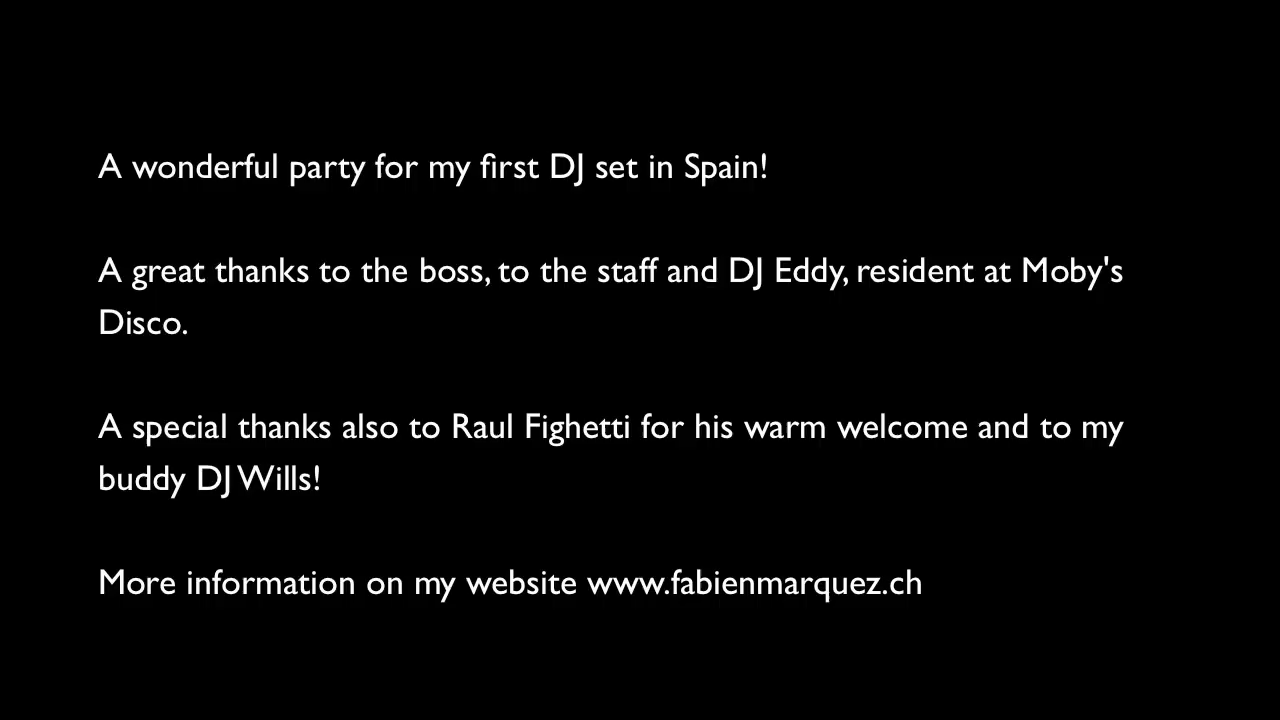 A wonderful party for my first DJ set in Spain!
A great thanks to the boss, to the staff and DJ Eddy, resident at Moby's
Disco.
A special thanks also to Raul Fighetti for his warm welcome and to my
buddy DJ Wills!
More information on my website www.fabienmarquez.ch